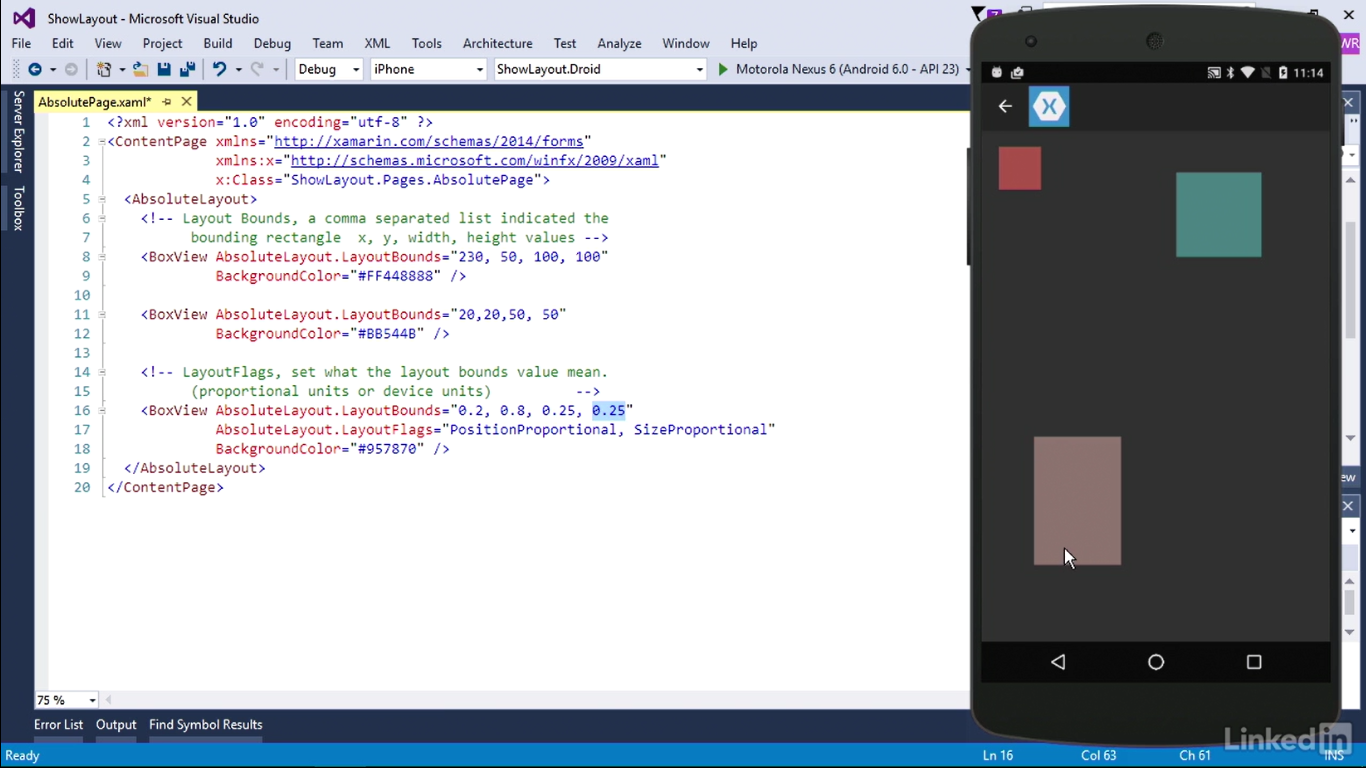 ShowLayout - Microsoft Visual Studio
File Edit View Project Build Debug Team XML Tools Architecture Test Analyze Window Help
Debug iPhone ShowLayout.Droid Motorola Nexus 6 (Android 6.0 - API 23)
Server Explorer
Toolbox
AbsolutePage.xaml*
1 <?xml version="1.0" encoding="utf-8" ?>
2 <ContentPage xmlns="http://xamarin.com/schemas/2014/forms"
3 xmlns:x="http://schemas.microsoft.com/winfx/2009/xaml"
4 x:Class="ShowLayout.Pages.AbsolutePage">
5 <AbsoluteLayout>
6 <!-- Layout Bounds, a comma separated list indicated the
7 bounding rectangle  x, y, width, height values -->
8 <BoxView AbsoluteLayout.LayoutBounds="230, 50, 100, 100"
9 BackgroundColor="#FF448888" />
10
11 <BoxView AbsoluteLayout.LayoutBounds="20,20,50, 50"
12 BackgroundColor="#BB544B" />
13
14 <!-- LayoutFlags, set what the layout bounds value mean.
15 (proportional units or device units) -->
16 <BoxView AbsoluteLayout.LayoutBounds="0.2, 0.8, 0.25, 0.25"
17 AbsoluteLayout.LayoutFlags="PositionProportional, SizeProportional"
18 BackgroundColor="#957870" />
19 </AbsoluteLayout>
20 </ContentPage>
11:14
WR
ew
75 %
Error List Output Find Symbol Results
Ready Ln 16 Col 63 Ch 61 INS
LinkedIn